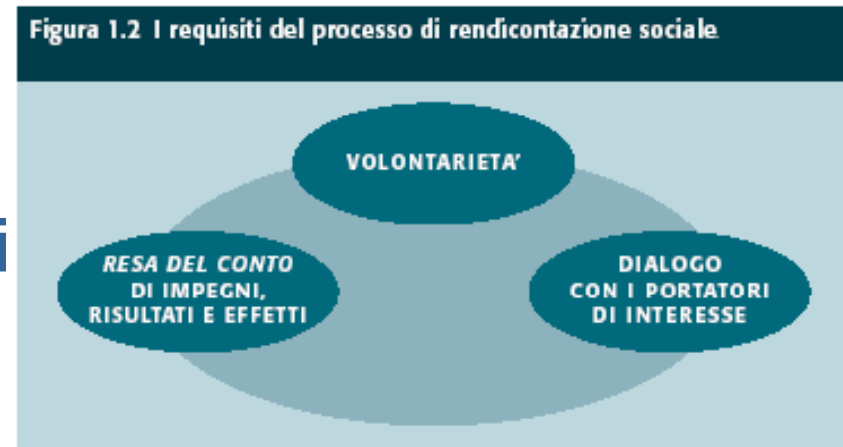 Figura 1.2 I requisiti del processo di rendicontazione sociale
VOLONTARIETA'
RESA DEL CONTO
DI IMPEGNI,
RISULTATI E EFFETTI
DIALOGO
CON I PORTATORI
DI INTERESSE
i